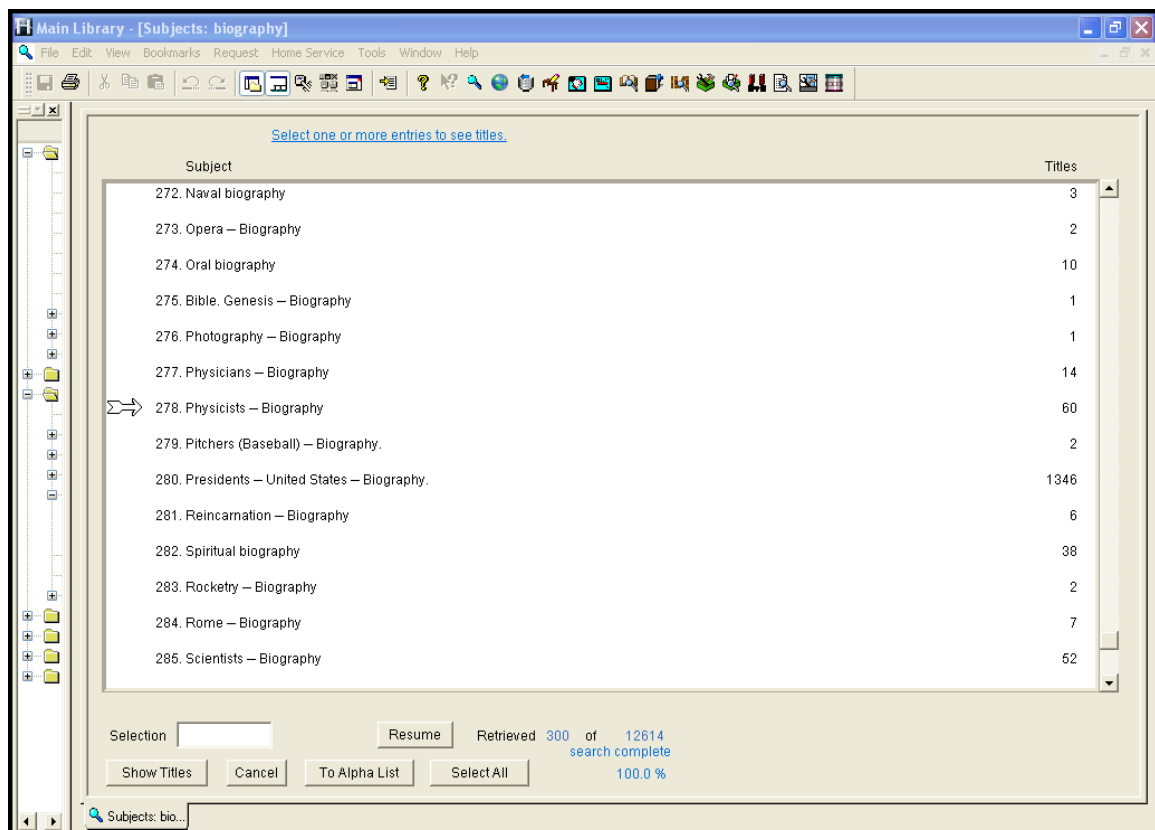 Main Library - [Subjects: biography]
File Edit View Bookmarks Request Home Service Tools Window Help
Select one or more entries to see titles.
Subject Titles
272. Naval biography 3
273. Opera – Biography 2
274. Oral biography 10
275. Bible. Genesis – Biography 1
276. Photography – Biography 1
277. Physicians – Biography 14
278. Physicists – Biography 60
279. Pitchers (Baseball) – Biography. 2
280. Presidents – United States – Biography. 1346
281. Reincarnation – Biography 6
282. Spiritual biography 38
283. Rocketry – Biography 2
284. Rome – Biography 7
285. Scientists – Biography 52
Selection Resume Retrieved 300 of 12614
search complete
Show Titles Cancel To Alpha List Select All 100.0 %
Subjects: bio...